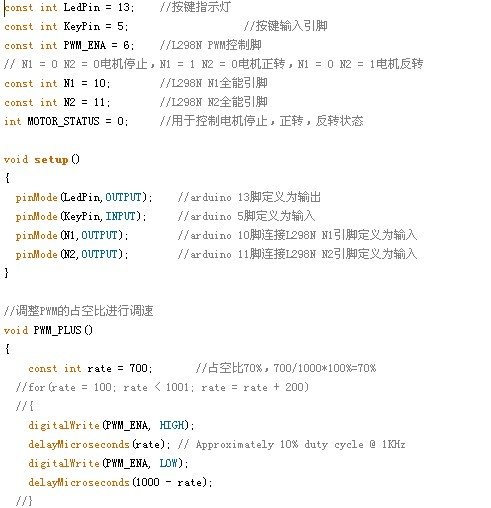 const int LedPin = 13;    //按键指示灯
const int KeyPin = 5;                //按键输入引脚
const int PWM_ENA = 6;    //L298N PWM控制脚
// N1 = 0 N2 = 0电机停止，N1 = 1 N2 = 0电机正转，N1 = 0 N2 = 1电机反转
const int N1 = 10;       //L298N N1全能引脚
const int N2 = 11;       //L298N N2全能引脚
int MOTOR_STATUS = 0;    //用于控制电机停止，正转，反转状态

void setup()
{
  pinMode(LedPin,OUTPUT);    //arduino 13脚定义为输出
  pinMode(KeyPin,INPUT);     //arduino 5脚定义为输入
  pinMode(N1,OUTPUT);        //arduino 10脚连接L298N N1引脚定义为输入
  pinMode(N2,OUTPUT);        //arduino 11脚连接L298N N2引脚定义为输入
}

//调整PWM的占空比进行调速
void PWM_PLUS()
{
    const int rate = 700;      //占空比70%，700/1000*100%=70%
  //for(rate = 100; rate < 1001; rate = rate + 200)
  //{
    digitalWrite(PWM_ENA, HIGH);
    delayMicroseconds(rate); // Approximately 10% duty cycle @ 1KHz
    digitalWrite(PWM_ENA, LOW);
    delayMicroseconds(1000 - rate);
  //}